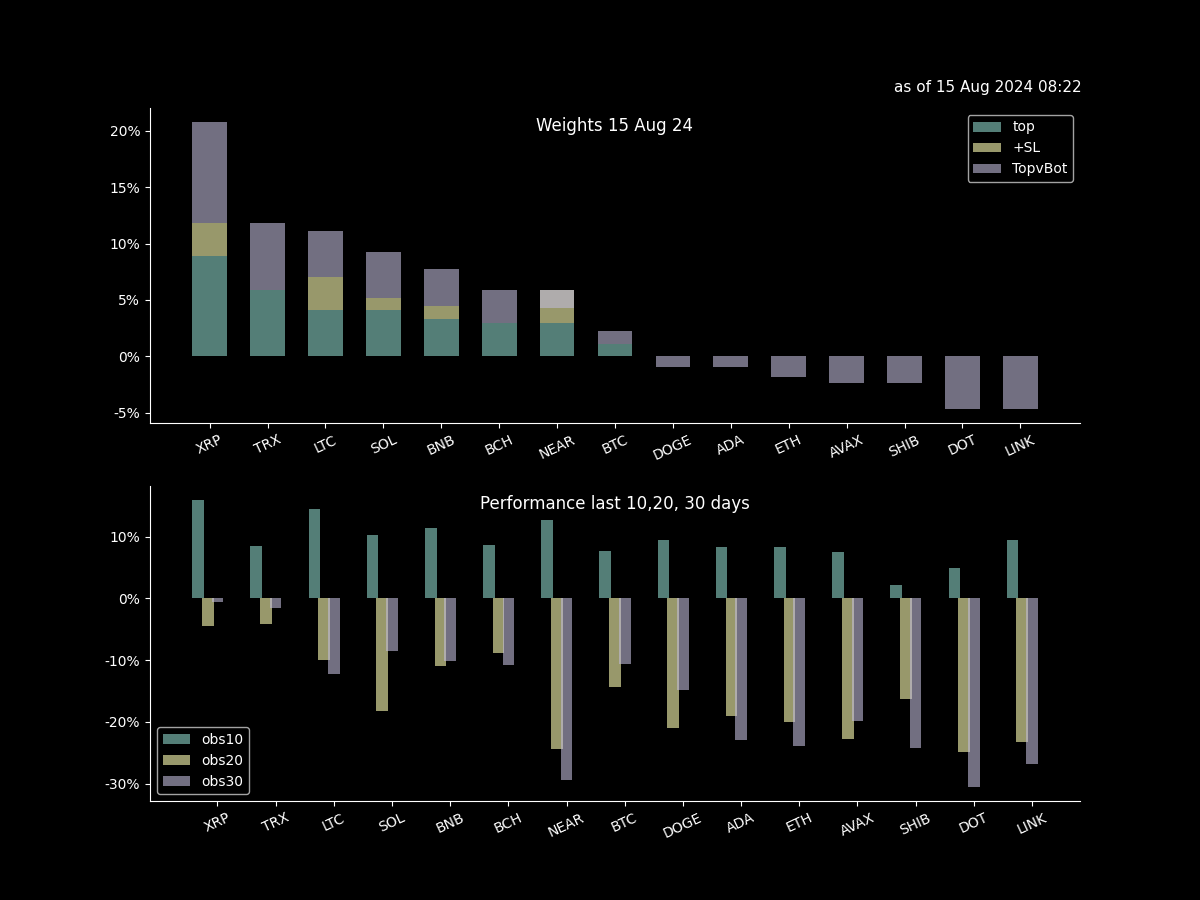 as of 15 Aug 2024 08:22
Weights 15 Aug 24
top
+SL
TopvBot
20%
15%
10%
5%
0%
-5%
XRP TRX LTC SOL BNB BCH NEAR BTC DOGE ADA ETH AVAX SHIB DOT LINK
Performance last 10,20, 30 days
10%
0%
-10%
-20%
-30%
obs10
obs20
obs30
XRP TRX LTC SOL BNB BCH NEAR BTC DOGE ADA ETH AVAX SHIB DOT LINK